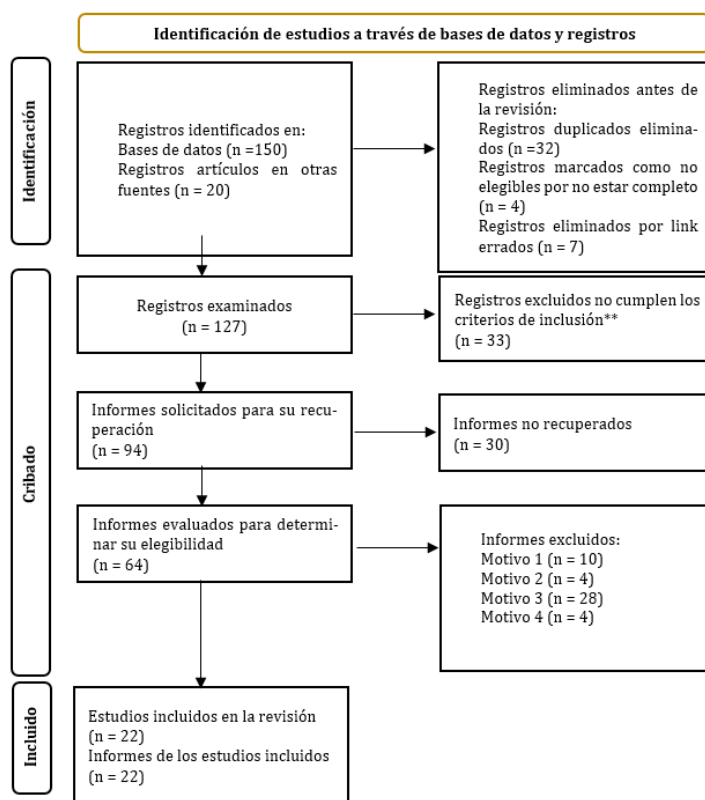 Identificación de estudios a través de bases de datos y registros
Identificación
Registros identificados en:
Bases de datos (n =150)
Registros artículos en otras
fuentes (n = 20)
Registros eliminados antes de
la revisión:
Registros duplicados elimina-
dos (n =32)
Registros marcados como no
elegibles por no estar completo
(n = 4)
Registros eliminados por link
errados (n = 7)
Cribado
Registros examinados
(n = 127)
Registros excluidos no cumplen los
criterios de inclusión**
(n = 33)
Informes solicitados para su recu-
peración
(n = 94)
Informes no recuperados
(n = 30)
Informes evaluados para determi-
nar su elegibilidad
(n = 64)
Informes excluidos:
Motivo 1 (n = 10)
Motivo 2 (n = 4)
Motivo 3 (n = 28)
Motivo 4 (n = 4)
Incluido
Estudios incluidos en la revisión
(n = 22)
Informes de los estudios incluidos
(n = 22)